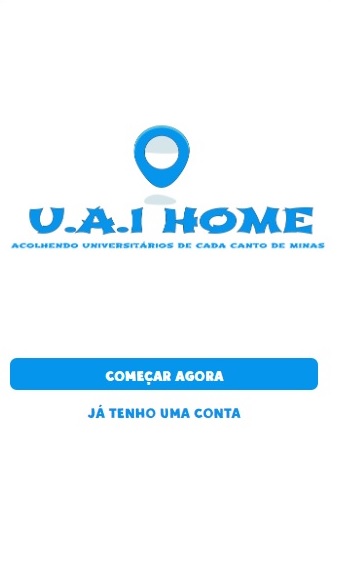 U.A.I HOME
ACOLHENDO UNIVERSITÁRIOS DE CADA CANTO DE MINAS
COMEÇAR AGORA
JÁ TENHO UMA CONTA